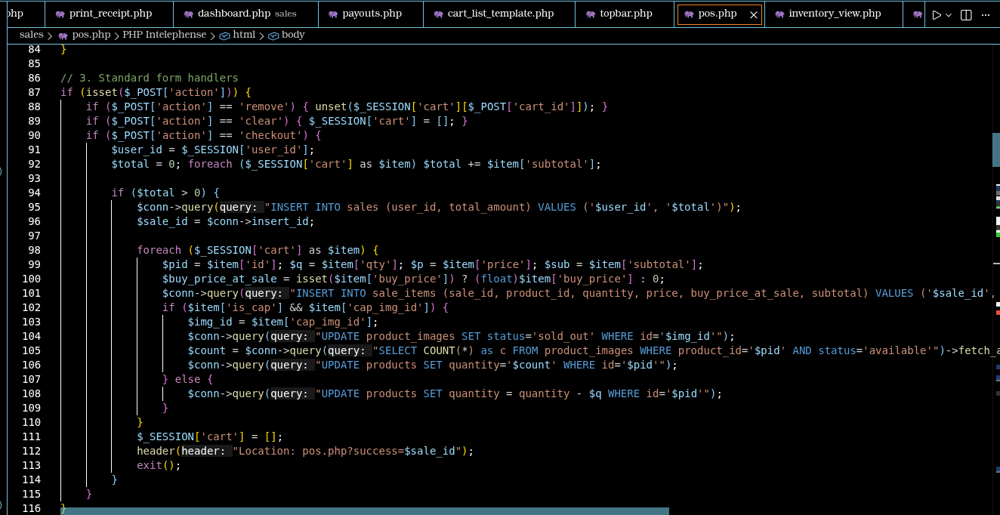 php print_receipt.php dashboard.php sales payouts.php cart_list_template.php topbar.php pos.php inventory_view.php
sales > pos.php > PHP Intelephense > html > body
84 }
85
86 // 3. Standard form handlers
87 if (isset($_POST['action'])) {
88 if ($_POST['action'] == 'remove') { unset($_SESSION['cart'][$_POST['cart_id']]); }
89 if ($_POST['action'] == 'clear') { $_SESSION['cart'] = []; }
90 if ($_POST['action'] == 'checkout') {
91 $user_id = $_SESSION['user_id'];
92 $total = 0; foreach ($_SESSION['cart'] as $item) $total += $item['subtotal'];
93
94 if ($total > 0) {
95 $conn->query(query: "INSERT INTO sales (user_id, total_amount) VALUES ('$user_id', '$total')");
96 $sale_id = $conn->insert_id;
97
98 foreach ($_SESSION['cart'] as $item) {
99 $pid = $item['id']; $q = $item['qty']; $p = $item['price']; $sub = $item['subtotal'];
100 $buy_price_at_sale = isset($item['buy_price']) ? (float)$item['buy_price'] : 0;
101 $conn->query(query: "INSERT INTO sale_items (sale_id, product_id, quantity, price, buy_price_at_sale, subtotal) VALUES ('$sale_id',
102 if ($item['is_cap'] && $item['cap_img_id']) {
103 $img_id = $item['cap_img_id'];
104 $conn->query(query: "UPDATE product_images SET status='sold_out' WHERE id='$img_id'");
105 $count = $conn->query(query: "SELECT COUNT(*) as c FROM product_images WHERE product_id='$pid' AND status='available'")->fetch_a
106 $conn->query(query: "UPDATE products SET quantity='$count' WHERE id='$pid'");
107 } else {
108 $conn->query(query: "UPDATE products SET quantity = quantity - $q WHERE id='$pid'");
109 }
110 }
111 $_SESSION['cart'] = [];
112 header(header: "Location: pos.php?success=$sale_id");
113 exit();
114 }
115 }
116 }